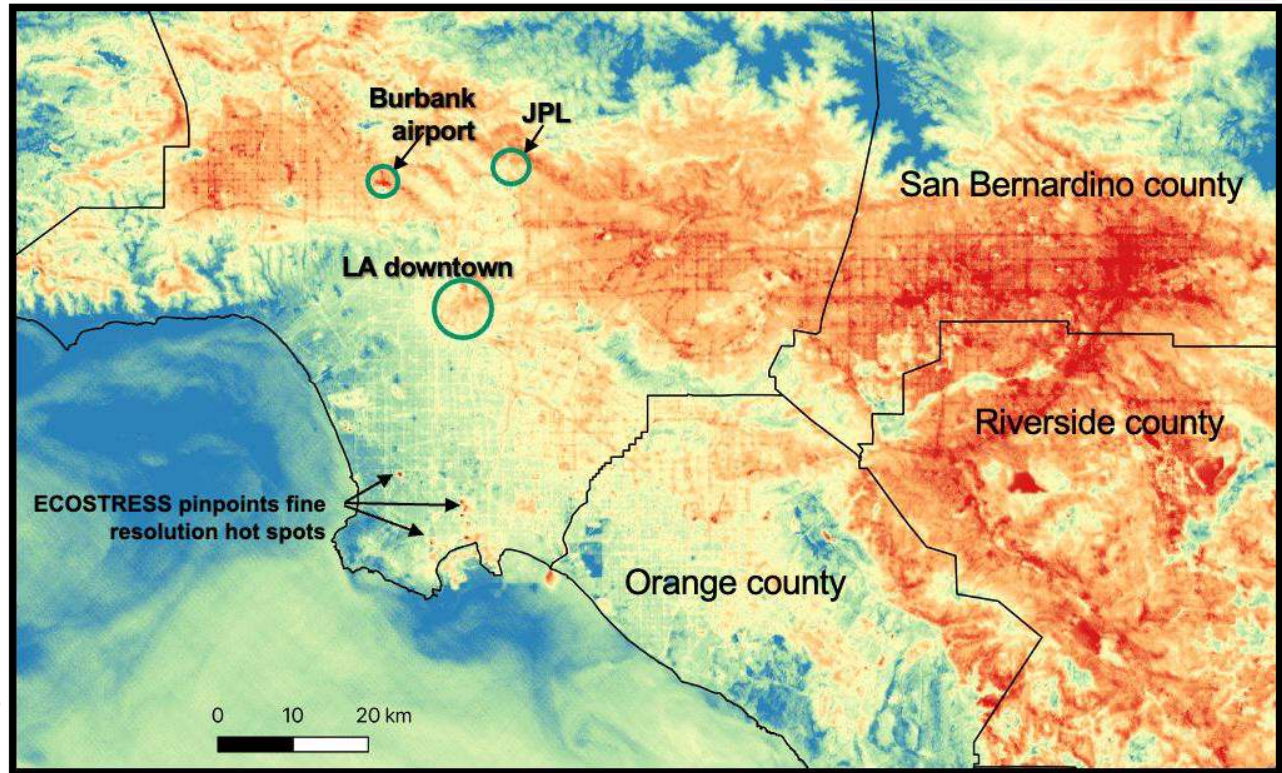 Burbank
airport
JPL
San Bernardino county
LA downtown
Riverside county
ECOSTRESS pinpoints fine
resolution hot spots
Orange county
0 10 20 km